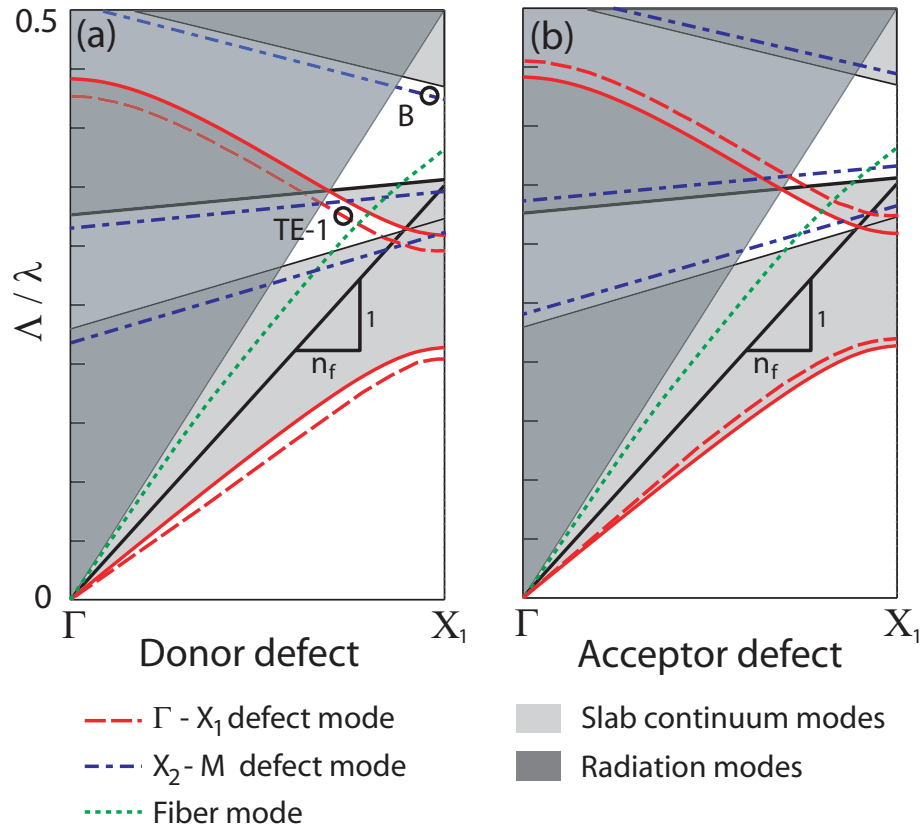 0.5
(a)
(b)
B
TE-1
Λ / λ
1
n_f
1
n_f
0
Γ
X₁
Γ
X₁
Donor defect
Acceptor defect
Γ - X₁ defect mode
X₂ - M defect mode
Fiber mode
Slab continuum modes
Radiation modes